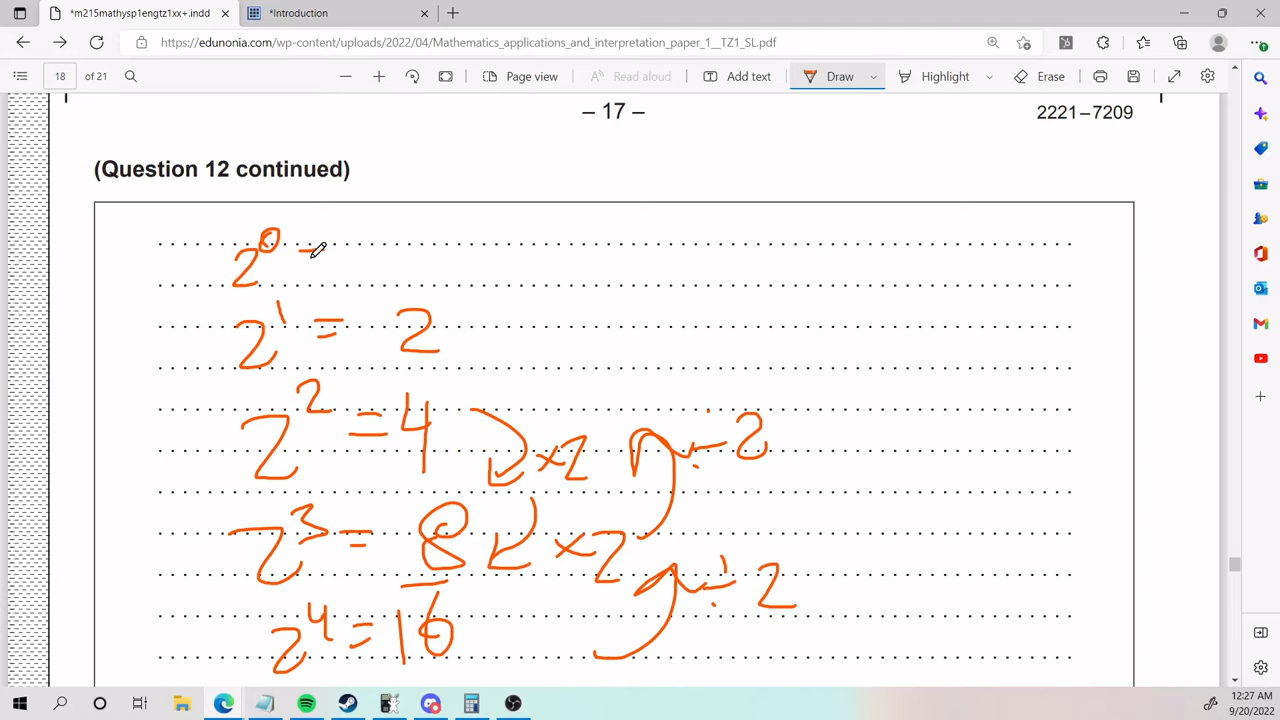 *m215mathysp1engtz1xx+.indd
*Introduction
https://edunonia.com/wp-content/uploads/2022/04/Mathematics_applications_and_interpretation_paper_1__TZ1_SL.pdf
18 of 21
Page view
Read aloud
Add text
Draw
Highlight
Erase
– 17 –
2221–7209
(Question 12 continued)
2⁰ –
2¹ = 2
2² = 4
×2 ÷ 2
2³ = 8 ×2
÷ 2
2⁴ = 16
12:27 AM
9/20/2022